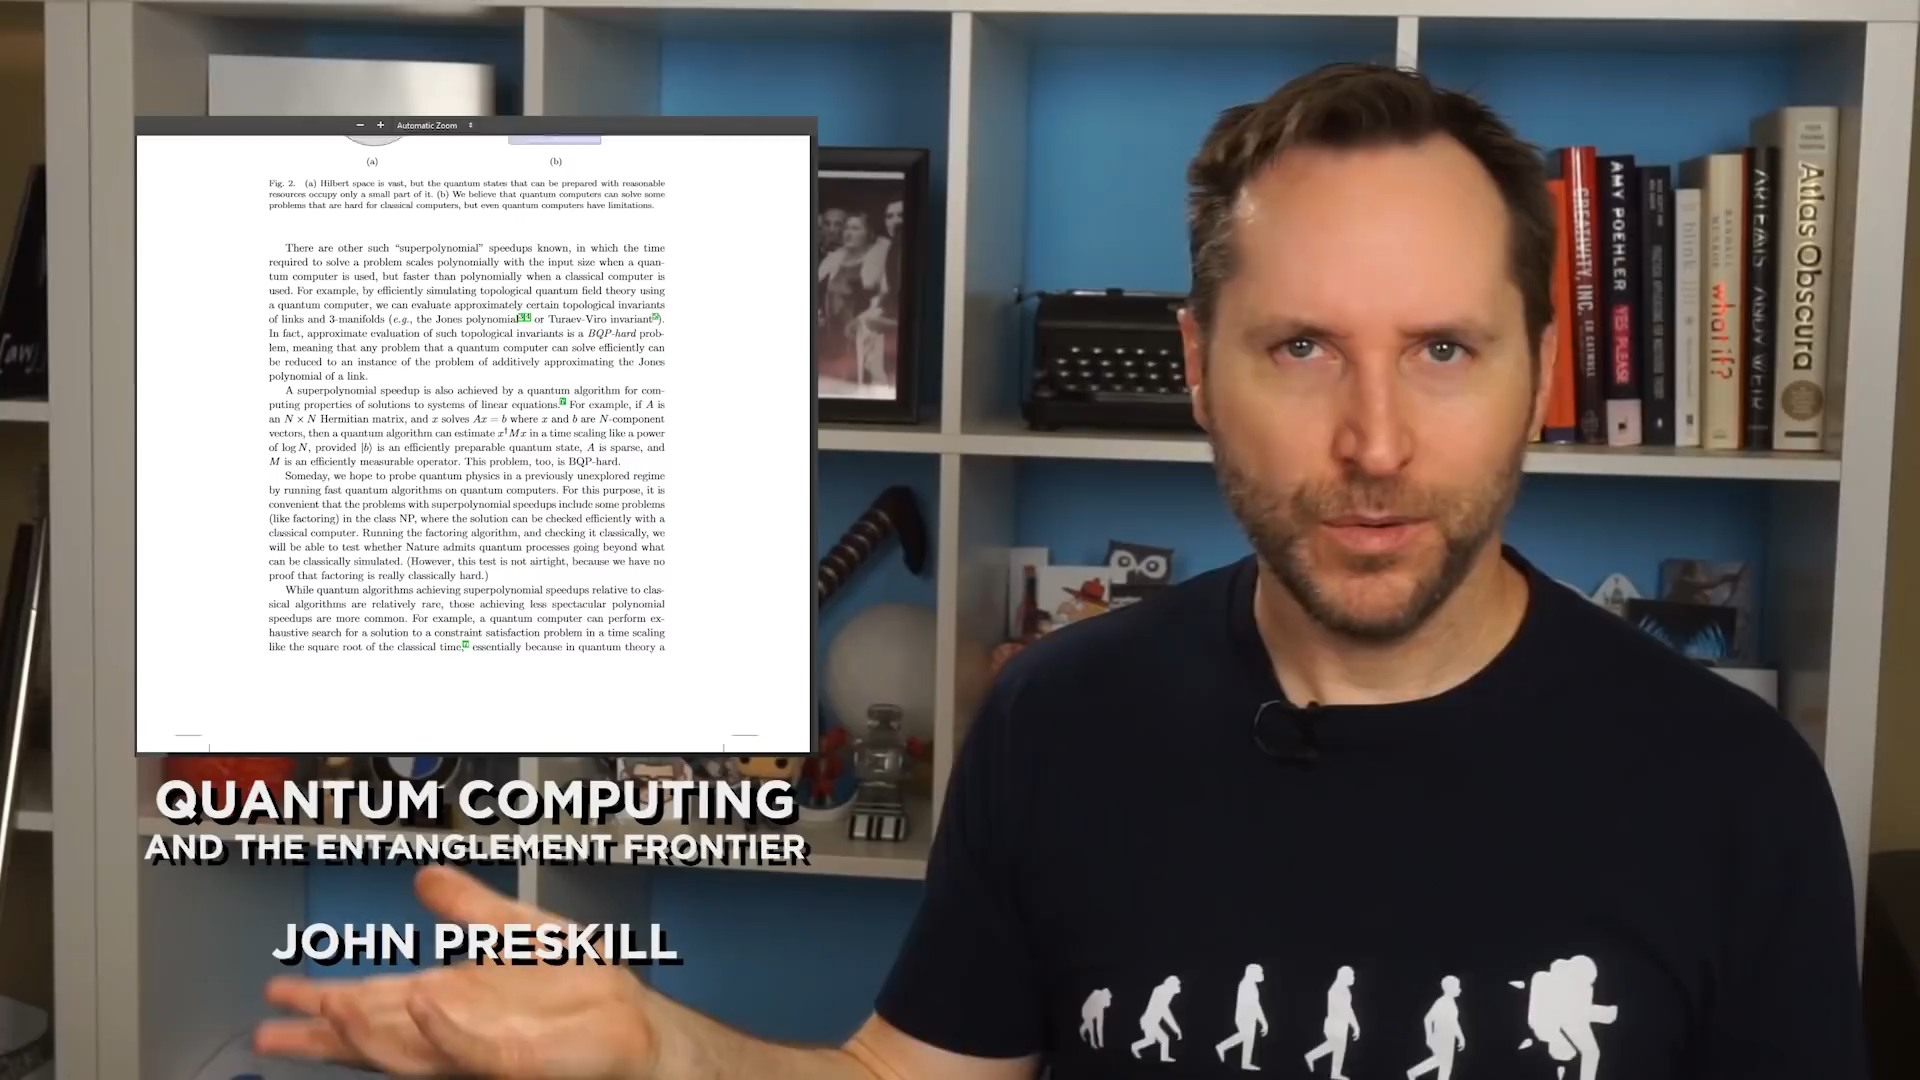 Automatic Zoom
(a)
(b)
Fig. 2. (a) Hilbert space is vast, but the quantum states that can be prepared with reasonable
resources occupy only a small part of it. (b) We believe that quantum computers can solve some
problems that are hard for classical computers, but even quantum computers have limitations.
There are other such “superpolynomial” speedups known, in which the time
required to solve a problem scales polynomially with the input size when a quan-
tum computer is used, but faster than polynomially when a classical computer is
used. For example, by efficiently simulating topological quantum field theory using
a quantum computer, we can evaluate approximately certain topological invariants
of links and 3-manifolds (e.g., the Jones polynomial or Turaev-Viro invariant).
In fact, approximate evaluation of such topological invariants is a BQP-hard prob-
lem, meaning that any problem that a quantum computer can solve efficiently can
be reduced to an instance of the problem of additively approximating the Jones
polynomial of a link.
A superpolynomial speedup is also achieved by a quantum algorithm for com-
puting properties of solutions to systems of linear equations. For example, if A is
an N × N Hermitian matrix, and x solves Ax = b where x and b are N-component
vectors, then a quantum algorithm can estimate x†Mx in a time scaling like a power
of log N, provided |b⟩ is an efficiently preparable quantum state, A is sparse, and
M is an efficiently measurable operator. This problem, too, is BQP-hard.
Someday, we hope to probe quantum physics in a previously unexplored regime
by running fast quantum algorithms on quantum computers. For this purpose, it is
convenient that the problems with superpolynomial speedups include some problems
(like factoring) in the class NP, where the solution can be checked efficiently with a
classical computer. Running the factoring algorithm, and checking it classically, we
will be able to test whether Nature admits quantum processes going beyond what
can be classically simulated. (However, this test is not airtight, because we have no
proof that factoring is really classically hard.)
While quantum algorithms achieving superpolynomial speedups relative to clas-
sical algorithms are relatively rare, those achieving less spectacular polynomial
speedups are more common. For example, a quantum computer can perform ex-
haustive search for a solution to a constraint satisfaction problem in a time scaling
like the square root of the classical time, essentially because in quantum theory a
QUANTUM COMPUTING
AND THE ENTANGLEMENT FRONTIER
JOHN PRESKILL
CREATIVITY, INC.
ED CATMULL
AMY POEHLER
YES PLEASE
blink
RANDALL MUNROE
what if?
ARTEMIS
ANDY WEIR
Atlas Obscura